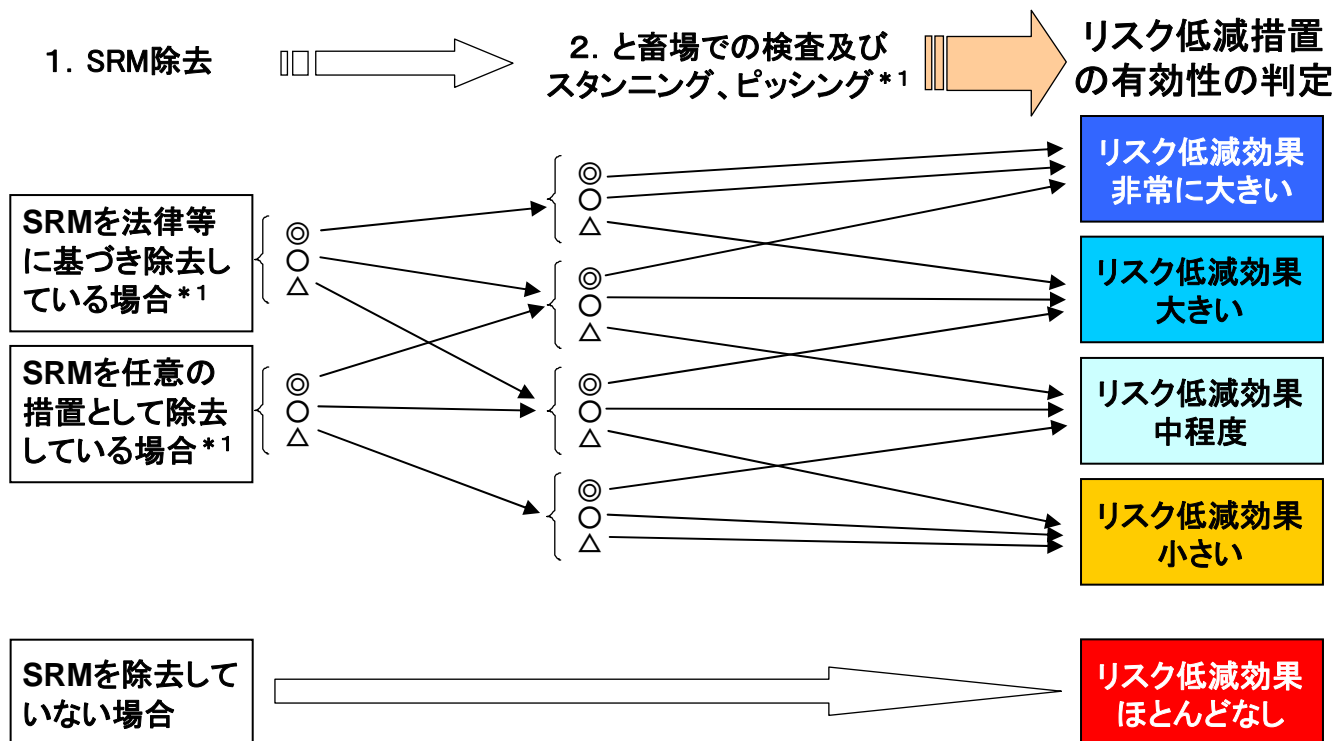 １．SRM除去
２．と畜場での検査及び
スタンニング、ピッシング*1
リスク低減措置
の有効性の判定
SRMを法律等
に基づき除去し
ている場合*1
◎
○
△
SRMを任意の
措置として除去
している場合*1
◎
○
△
◎
○
△
◎
○
△
◎
○
△
◎
○
△
リスク低減効果
非常に大きい
リスク低減効果
大きい
リスク低減効果
中程度
リスク低減効果
小さい
SRMを除去して
いない場合
リスク低減効果
ほとんどなし